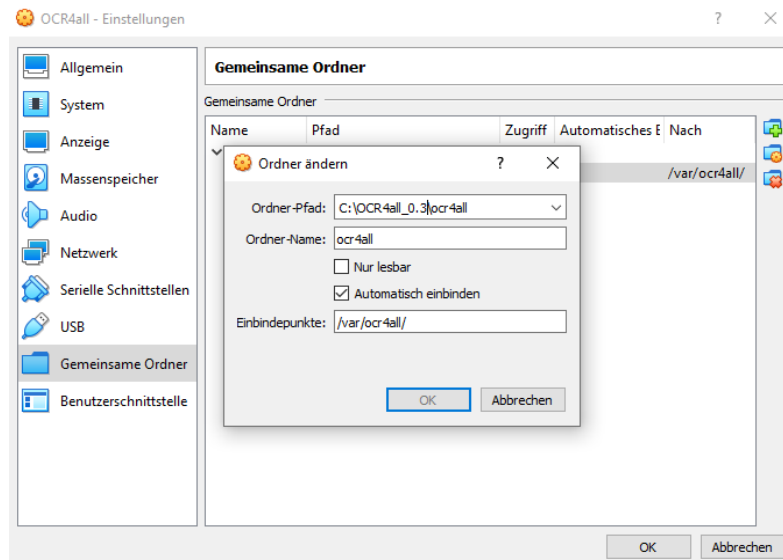 OCR4all - Einstellungen
?
Allgemein
System
Anzeige
Massenspeicher
Audio
Netzwerk
Serielle Schnittstellen
USB
Gemeinsame Ordner
Benutzerschnittstelle
Gemeinsame Ordner
Gemeinsame Ordner
Name Pfad Zugriff Automatisches E Nach
/var/ocr4all/
Ordner ändern ?
Ordner-Pfad: C:\OCR4all_0.3\ocr4all
Ordner-Name: ocr4all
Nur lesbar
Automatisch einbinden
Einbindepunkte: /var/ocr4all/
OK Abbrechen
OK Abbrechen